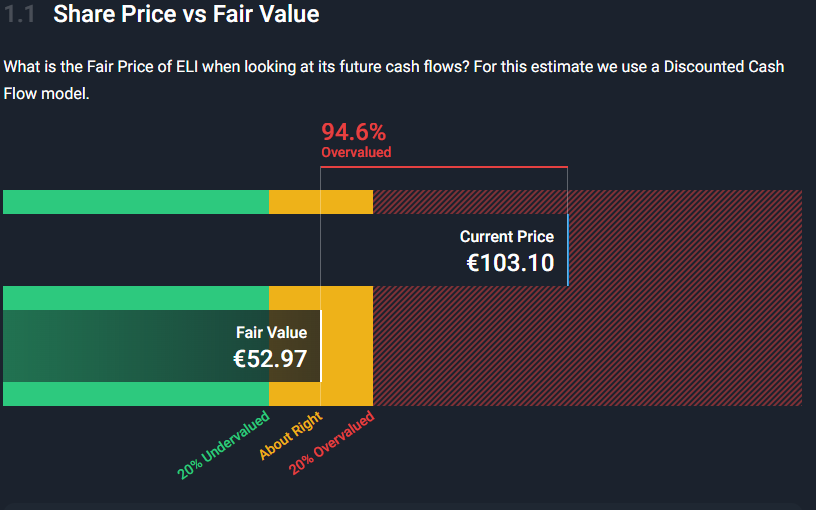 1.1 Share Price vs Fair Value
What is the Fair Price of ELI when looking at its future cash flows? For this estimate we use a Discounted Cash
Flow model.
94.6%
Overvalued
Current Price
€103.10
Fair Value
€52.97
20% Undervalued
About Right
20% Overvalued